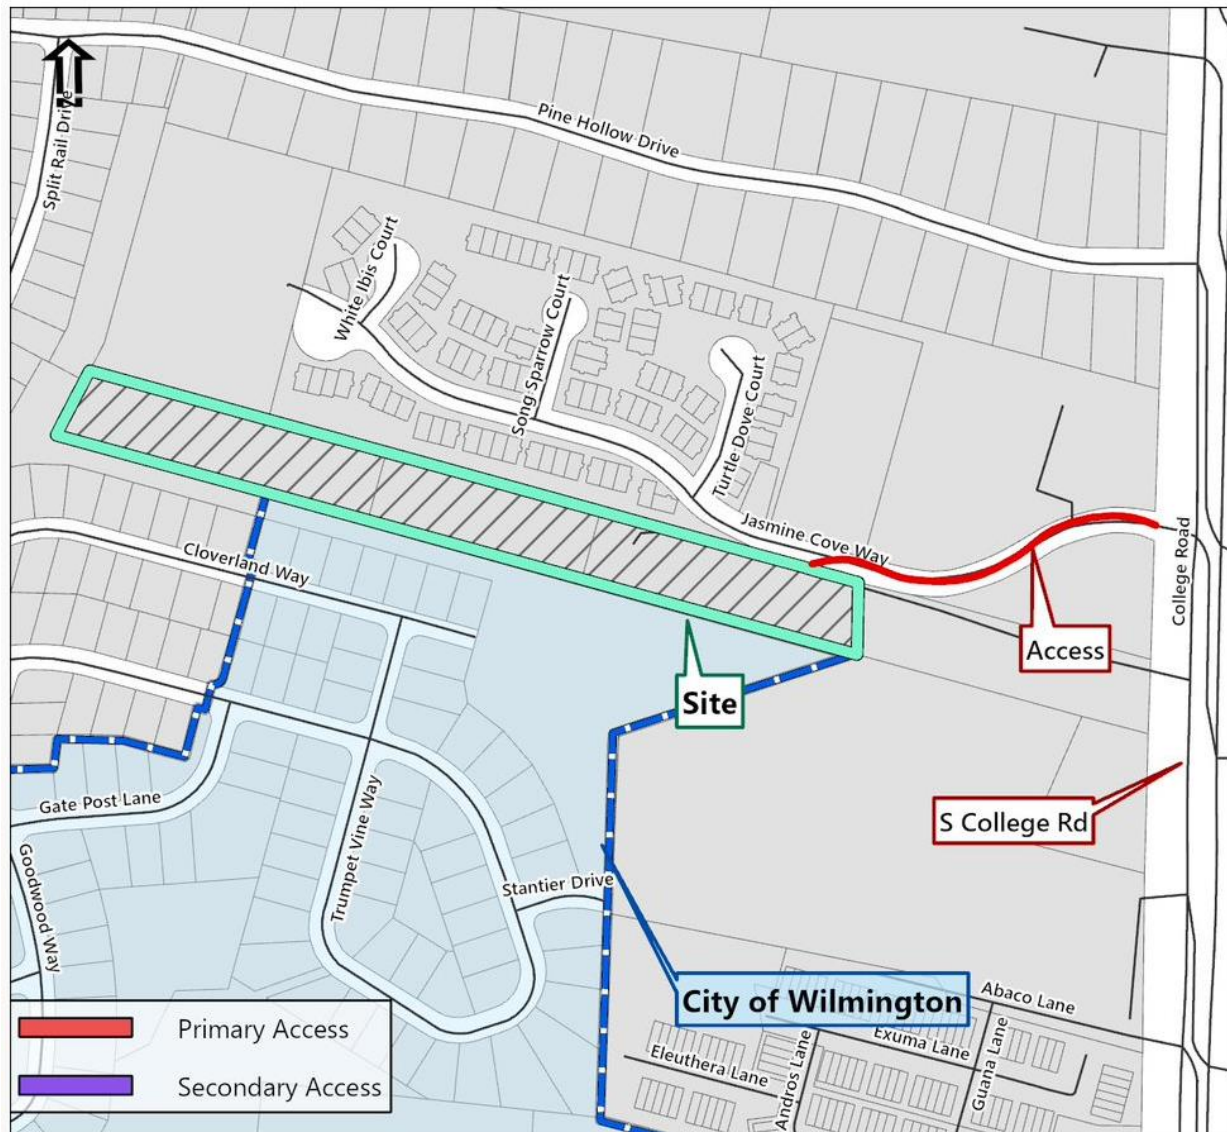 Pine Hollow Drive
Split Rail Drive
White Ibis Court
Song Sparrow Court
Turtle Dove Court
Jasmine Cove Way
College Road
Cloverland Way
Access
Site
S College Rd
Gate Post Lane
Trumpet Vine Way
Goodwood Way
Stantier Drive
City of Wilmington
Abaco Lane
Exuma Lane
Guana Lane
Eleuthera Lane
Andros Lane
Primary Access
Secondary Access